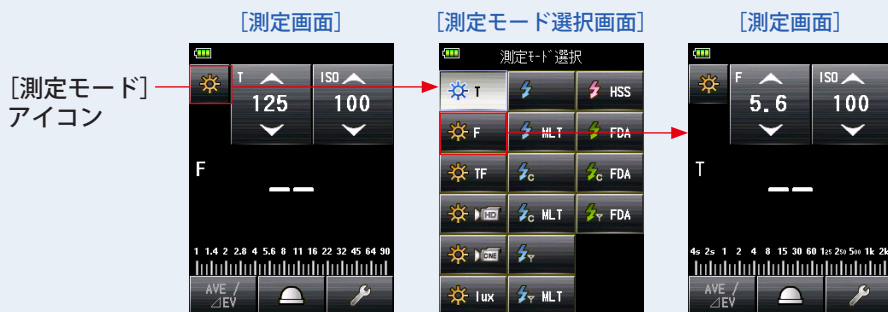 [測定画面]
[測定モード選択画面]
[測定画面]
[測定モード]
アイコン
T
125
ISO
100
F
1 1.4 2 2.8 4 5.6 8 11 16 22 32 45 64 90
AVE /
⊿EV
測定ﾓｰﾄﾞ選択
T
HSS
F
MLT
FDA
TF
C
C FDA
HD
C MLT
FDA
CINE
lux
MLT
F
5.6
ISO
100
T
4s 2s 1 2 4 8 15 30 60 125 250 500 1k 2k
AVE /
⊿EV